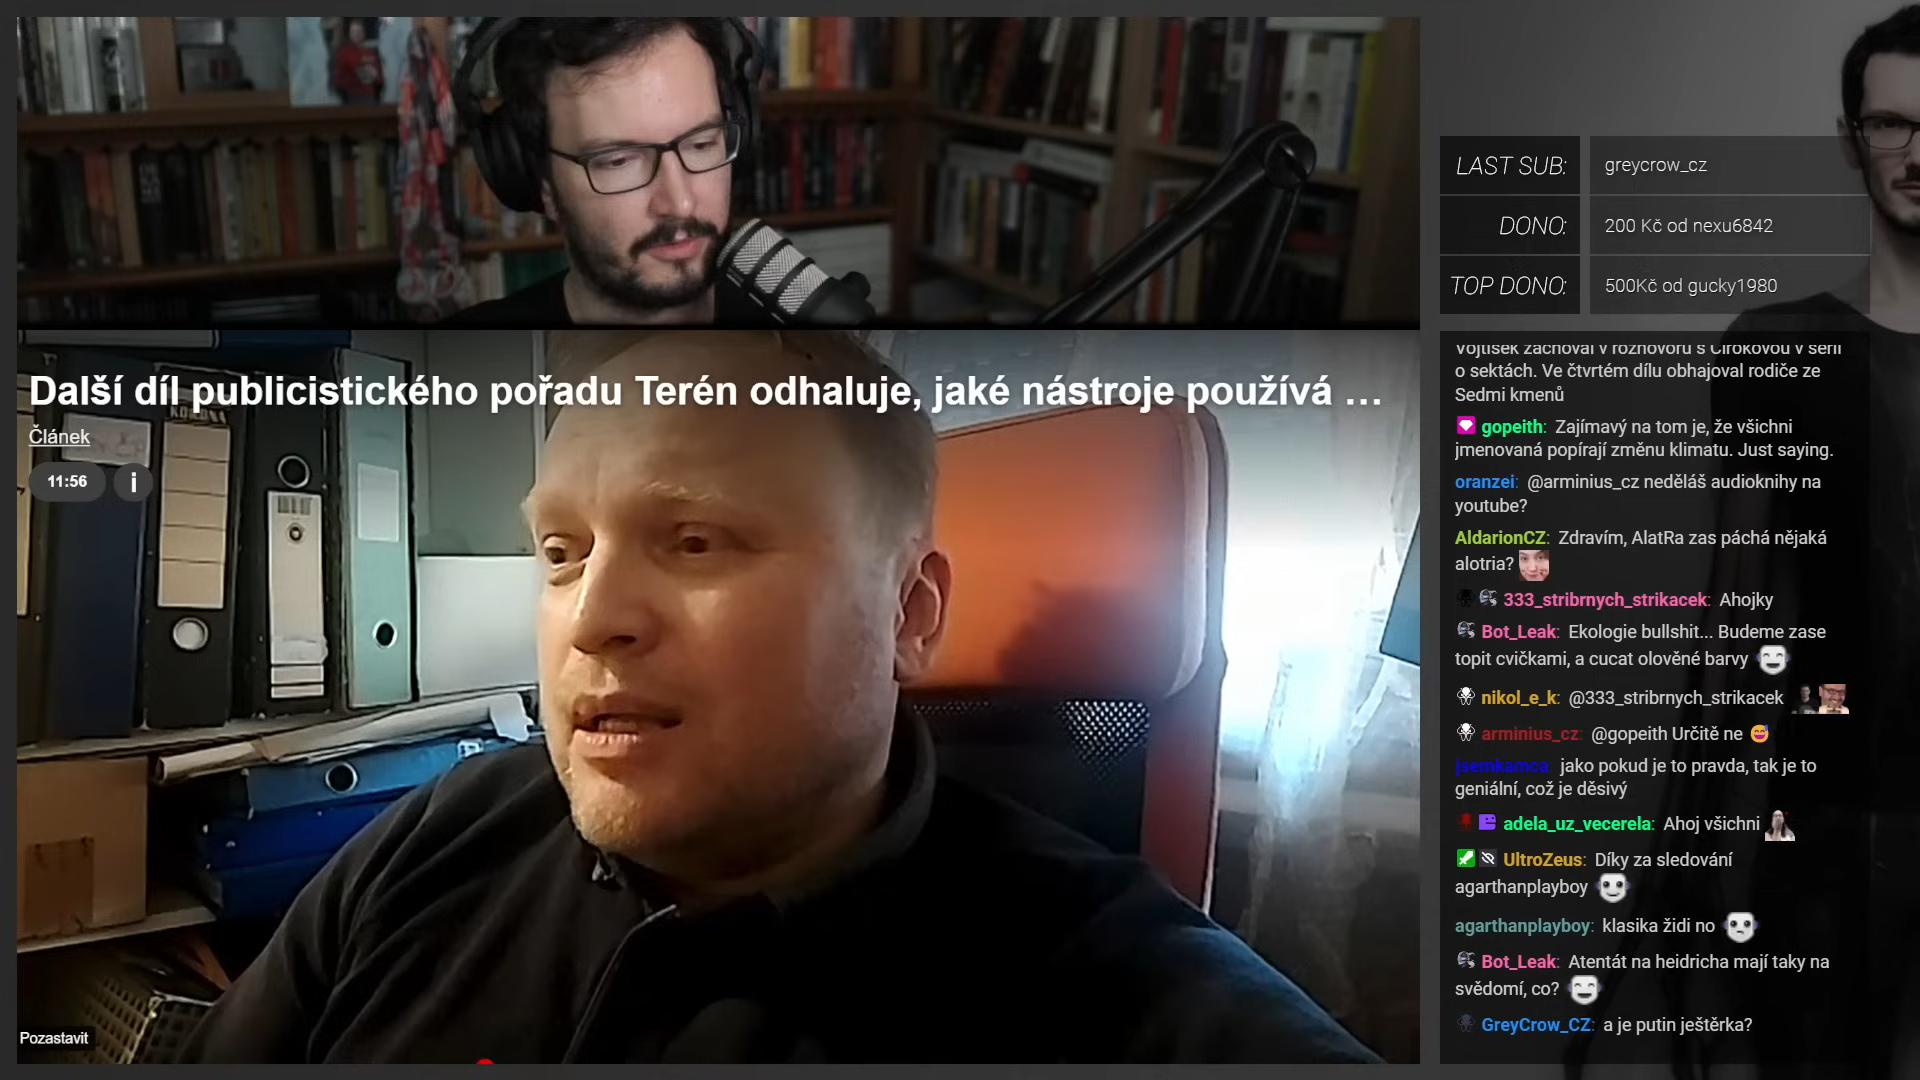 Další díl publicistického pořadu Terén odhaluje, jaké nástroje používá ...
Článek
11:56
i
Pozastavit
LAST SUB:
greycrow_cz
DONO:
200 Kč od nexu6842
TOP DONO:
500Kč od gucky1980
Vojtíšek zachoval v rozhovoru s Čírokovou v sérii
o sektách. Ve čtvrtém dílu obhajoval rodiče ze
Sedmi kmenů
gopeith: Zajímavý na tom je, že všichni
jmenovaná popírají změnu klimatu. Just saying.
oranzei: @arminius_cz neděláš audioknihy na
youtube?
AldarionCZ: Zdravím, AlatRa zas páchá nějaká
alotria?
333_stribrnych_strikacek: Ahojky
Bot_Leak: Ekologie bullshit... Budeme zase
topit cvičkami, a cucat olověné barvy
nikol_e_k: @333_stribrnych_strikacek
arminius_cz: @gopeith Určitě ne
jsemkamca: jako pokud je to pravda, tak je to
geniální, což je děsivý
adela_uz_vecerela: Ahoj všichni
UltroZeus: Díky za sledování
agarthanplayboy
agarthanplayboy: klasika židi no
Bot_Leak: Atentát na heidricha mají taky na
svědomí, co?
GreyCrow_CZ: a je putin ještěrka?